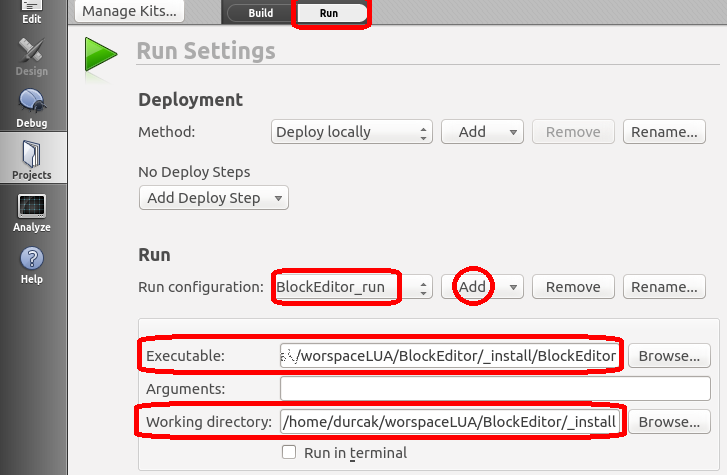 Edit
Design
Debug
Projects
Analyze
Help
Manage Kits...
Build
Run
Run Settings
Deployment
Method: Deploy locally Add Remove Rename...
No Deploy Steps
Add Deploy Step
Run
Run configuration: BlockEditor_run Add Remove Rename...
Executable: /worspaceLUA/BlockEditor/_install/BlockEditor Browse...
Arguments:
Working directory: /home/durcak/worspaceLUA/BlockEditor/_install Browse...
Run in terminal